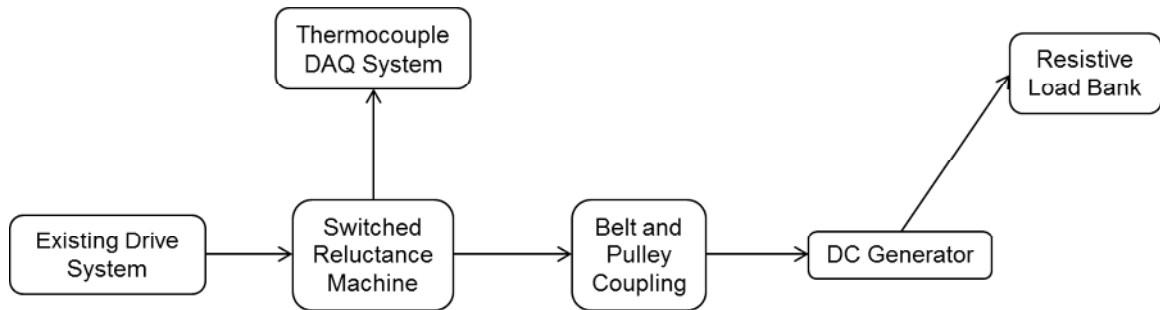 Thermocouple
DAQ System
Resistive
Load Bank
Existing Drive
System
Switched
Reluctance
Machine
Belt and
Pulley
Coupling
DC Generator